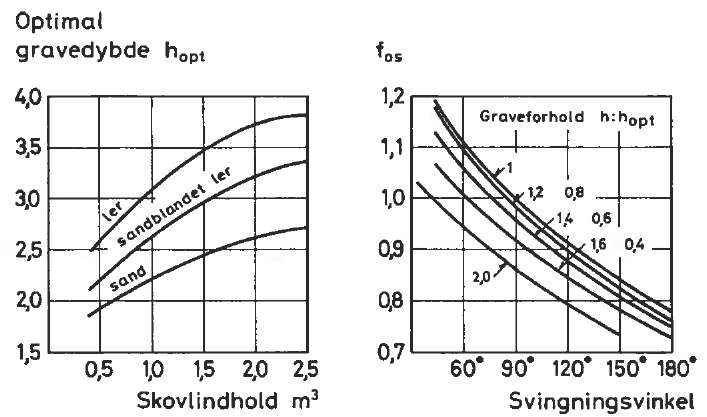 Optimal
gravedybde hopt
4,0
3,5
3,0
2,5
2,0
1,5
ler
sandblandet ler
sand
0,5 1,0 1,5 2,0 2,5
Skovlindhold m³
fos
1,2
1,1
1,0
0,9
0,8
0,7
Graveforhold h:hopt
1
1,2 0,8
1,4 0,6
1,6 0,4
2,0
60° 90° 120° 150° 180°
Svingningsvinkel